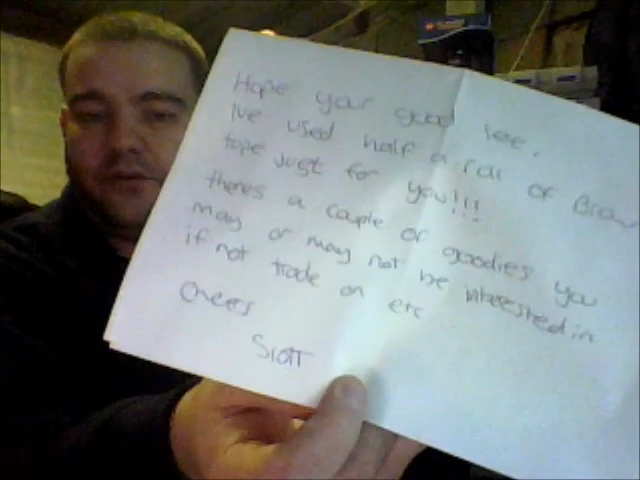 Hope your good lee.
Ive used half a roll of Brow
tape just for you!!!
theres a couple of goodies you
may or may not be interested in
if not trade on etc
Cheers
Scott